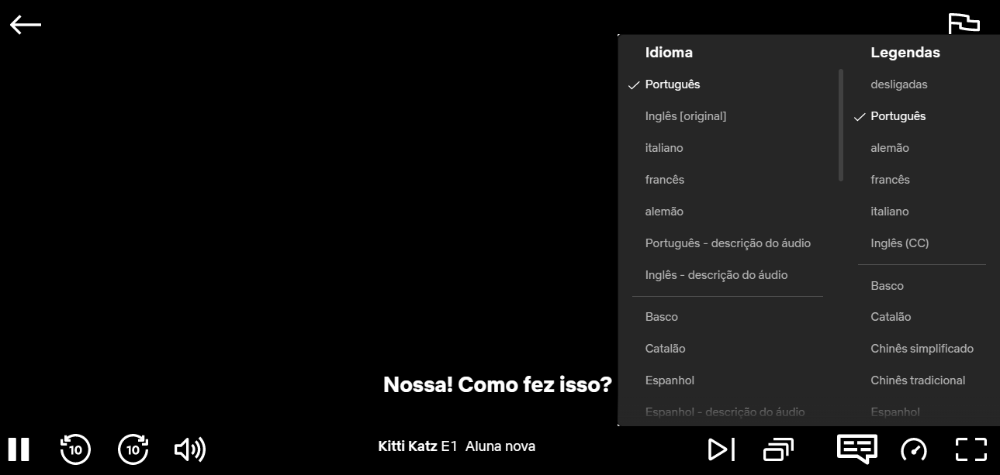 Idioma
Português
Inglês [original]
italiano
francês
alemão
Português - descrição do áudio
Inglês - descrição do áudio
Basco
Catalão
Espanhol
Espanhol - descrição do áudio
Legendas
desligadas
Português
alemão
francês
italiano
Inglês (CC)
Basco
Catalão
Chinês simplificado
Chinês tradicional
Espanhol
Nossa! Como fez isso?
10
10
Kitti Katz E1 Aluna nova